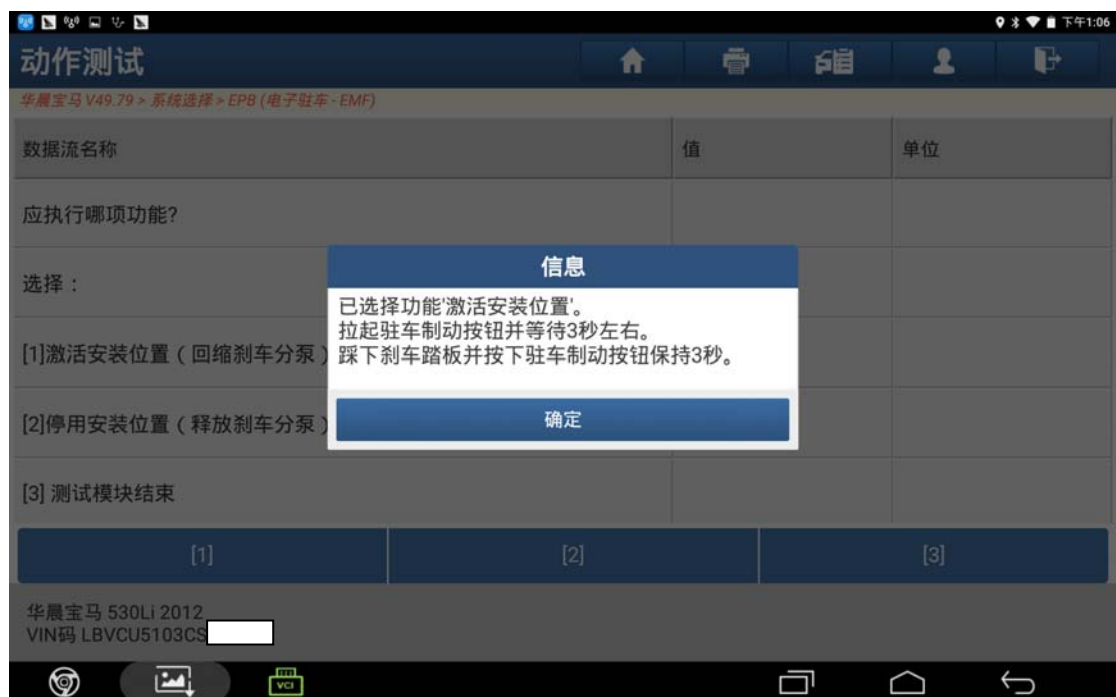 下午1:06
动作测试
华晨宝马 V49.79 > 系统选择 > EPB (电子驻车 - EMF)
数据流名称 值 单位
应执行哪项功能?
选择：
信息
已选择功能'激活安装位置'。
拉起驻车制动按钮并等待3秒左右。
踩下刹车踏板并按下驻车制动按钮保持3秒。
确定
[1]激活安装位置（回缩刹车分泵）
[2]停用安装位置（释放刹车分泵）
[3] 测试模块结束
[1] [2] [3]
华晨宝马 530Li 2012
VIN码 LBVCU5103CS
VCI